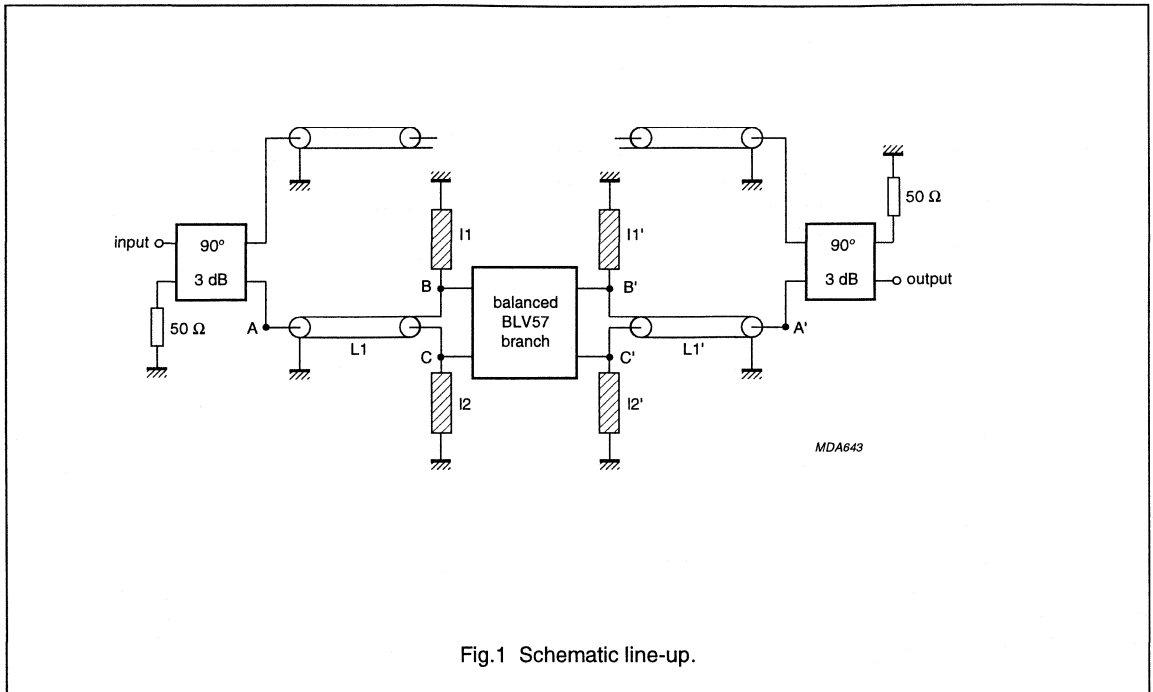 l1
l1'
50 Ω
input
90°
3 dB
90°
3 dB
output
B
balanced
BLV57
branch
B'
50 Ω
A
L1
C
C'
L1'
A'
l2
l2'
MDA643
Fig.1 Schematic line-up.